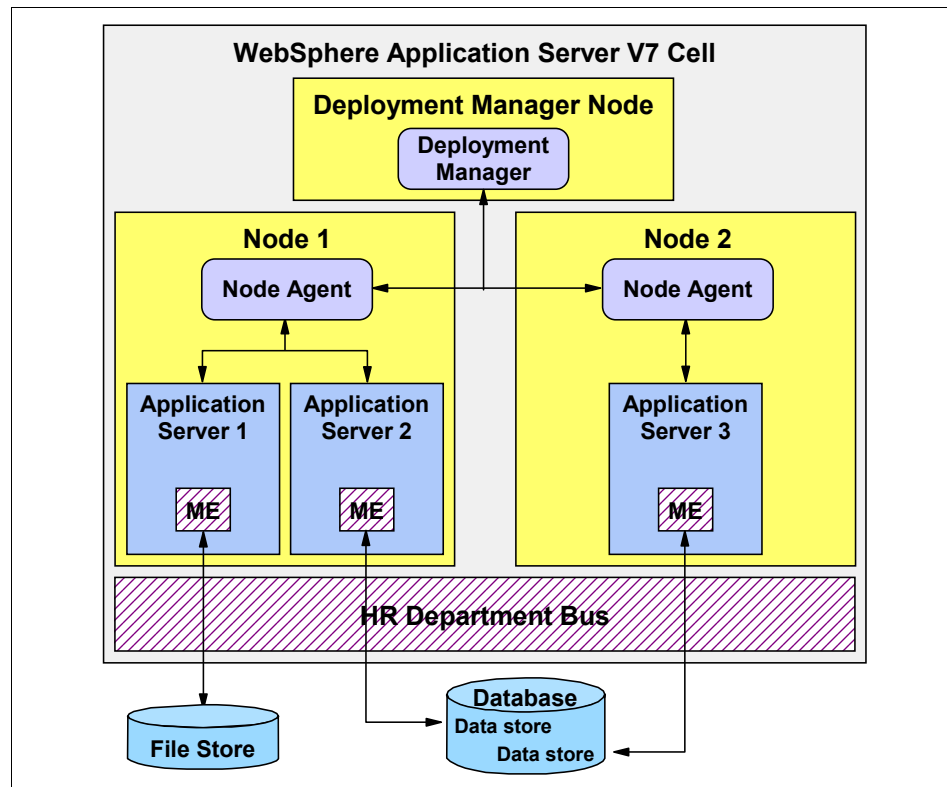 WebSphere Application Server V7 Cell
Deployment Manager Node
Deployment
Manager
Node 1
Node 2
Node Agent
Node Agent
Application
Server 1
Application
Server 2
Application
Server 3
ME
ME
ME
HR Department Bus
File Store
Database
Data store
Data store